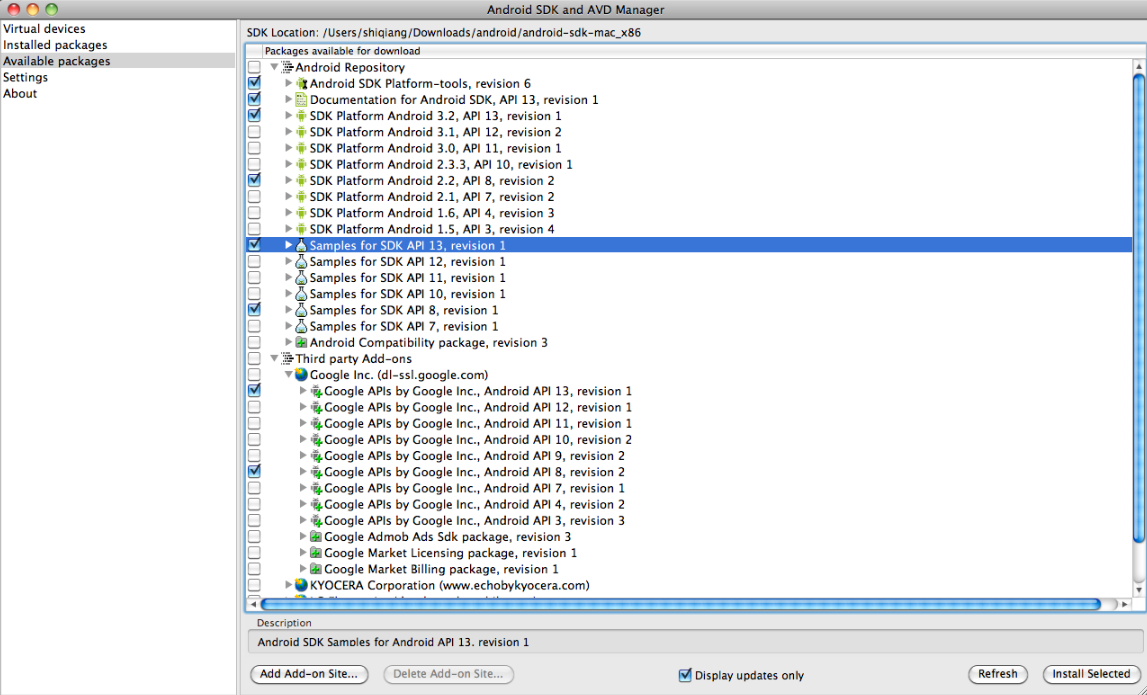 Android SDK and AVD Manager
Virtual devices
Installed packages
Available packages
Settings
About
SDK Location: /Users/shiqiang/Downloads/android/android-sdk-mac_x86
Packages available for download
Android Repository
Android SDK Platform-tools, revision 6
Documentation for Android SDK, API 13, revision 1
SDK Platform Android 3.2, API 13, revision 1
SDK Platform Android 3.1, API 12, revision 2
SDK Platform Android 3.0, API 11, revision 1
SDK Platform Android 2.3.3, API 10, revision 1
SDK Platform Android 2.2, API 8, revision 2
SDK Platform Android 2.1, API 7, revision 2
SDK Platform Android 1.6, API 4, revision 3
SDK Platform Android 1.5, API 3, revision 4
Samples for SDK API 13, revision 1
Samples for SDK API 12, revision 1
Samples for SDK API 11, revision 1
Samples for SDK API 10, revision 1
Samples for SDK API 8, revision 1
Samples for SDK API 7, revision 1
Android Compatibility package, revision 3
Third party Add-ons
Google Inc. (dl-ssl.google.com)
Google APIs by Google Inc., Android API 13, revision 1
Google APIs by Google Inc., Android API 12, revision 1
Google APIs by Google Inc., Android API 11, revision 1
Google APIs by Google Inc., Android API 10, revision 2
Google APIs by Google Inc., Android API 9, revision 2
Google APIs by Google Inc., Android API 8, revision 2
Google APIs by Google Inc., Android API 7, revision 1
Google APIs by Google Inc., Android API 4, revision 2
Google APIs by Google Inc., Android API 3, revision 3
Google Admob Ads Sdk package, revision 3
Google Market Licensing package, revision 1
Google Market Billing package, revision 1
KYOCERA Corporation (www.echobykyocera.com)
Description
Android SDK Samples for Android API 13. revision 1
Add Add-on Site... Delete Add-on Site... Display updates only Refresh Install Selected